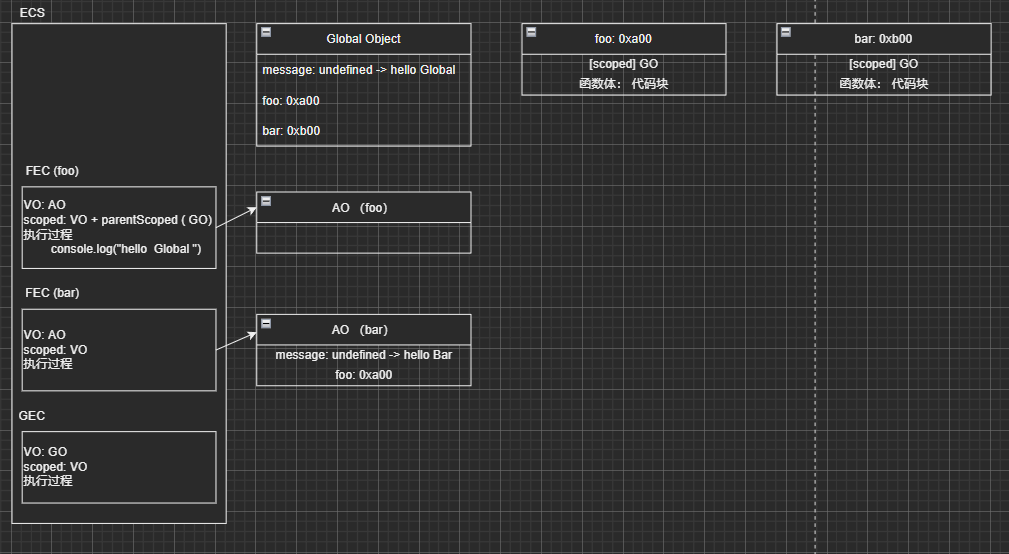 ECS
Global Object
message: undefined -> hello Global
foo: 0xa00
bar: 0xb00
foo: 0xa00
[scoped] GO
函数体： 代码块
bar: 0xb00
[scoped] GO
函数体： 代码块
FEC (foo)
VO: AO
scoped: VO + parentScoped ( GO)
执行过程
console.log("hello Global ")
AO （foo）
FEC (bar)
VO: AO
scoped: VO
执行过程
AO （bar）
message: undefined -> hello Bar
foo: 0xa00
GEC
VO: GO
scoped: VO
执行过程